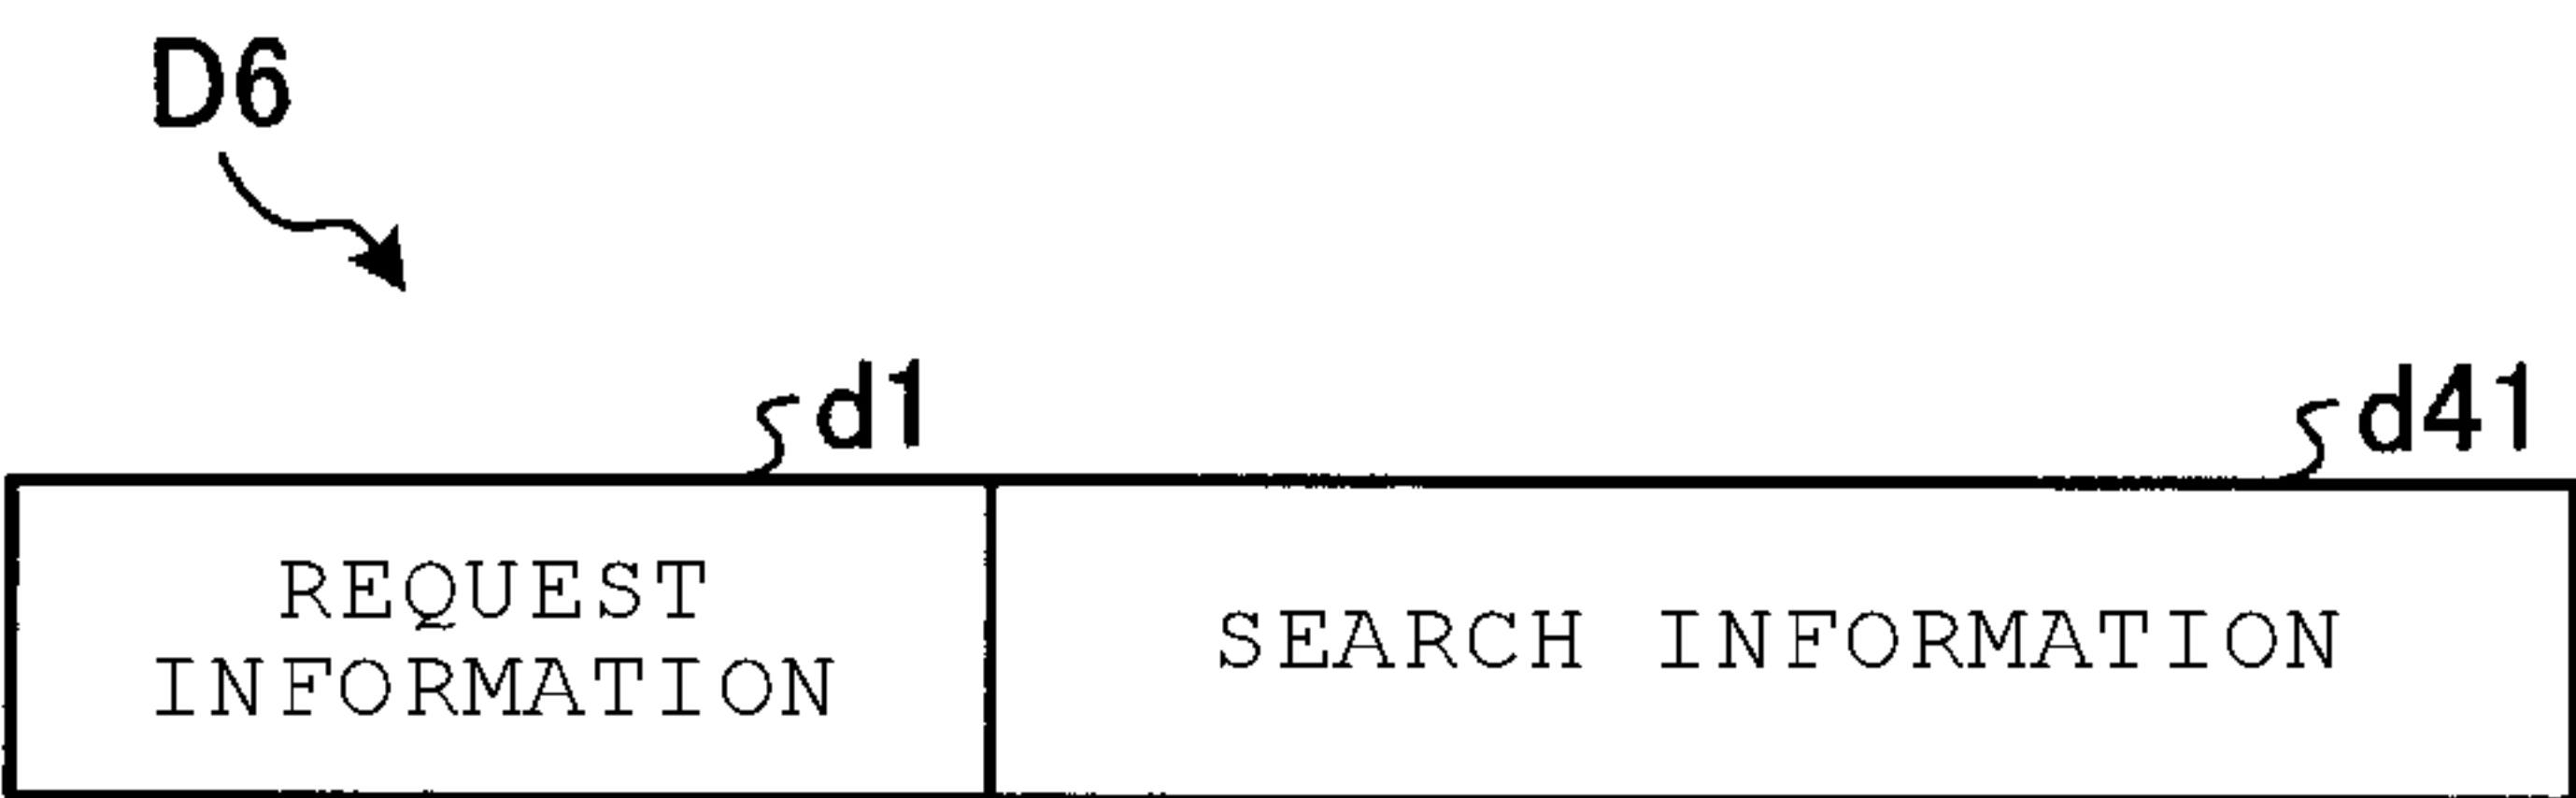 D6
d1
d41
REQUEST
INFORMATION
SEARCH INFORMATION